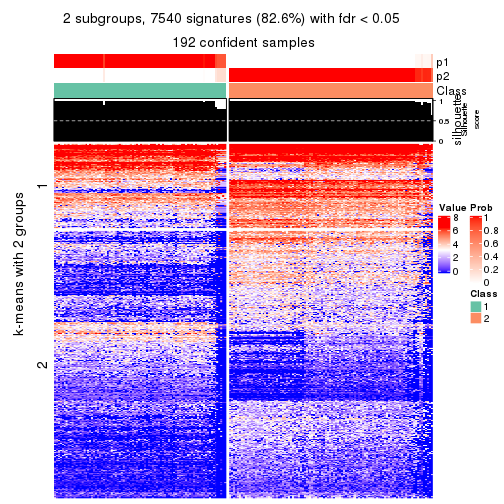 2 subgroups, 7540 signatures (82.6%) with fdr < 0.05
192 confident samples
p1
p2
Class
1
0.5
0
silhouette
Silhouette
score
k-means with 2 groups
1
2
Value
8
6
4
2
0
Prob
1
0.8
0.6
0.4
0.2
0
Class
1
2